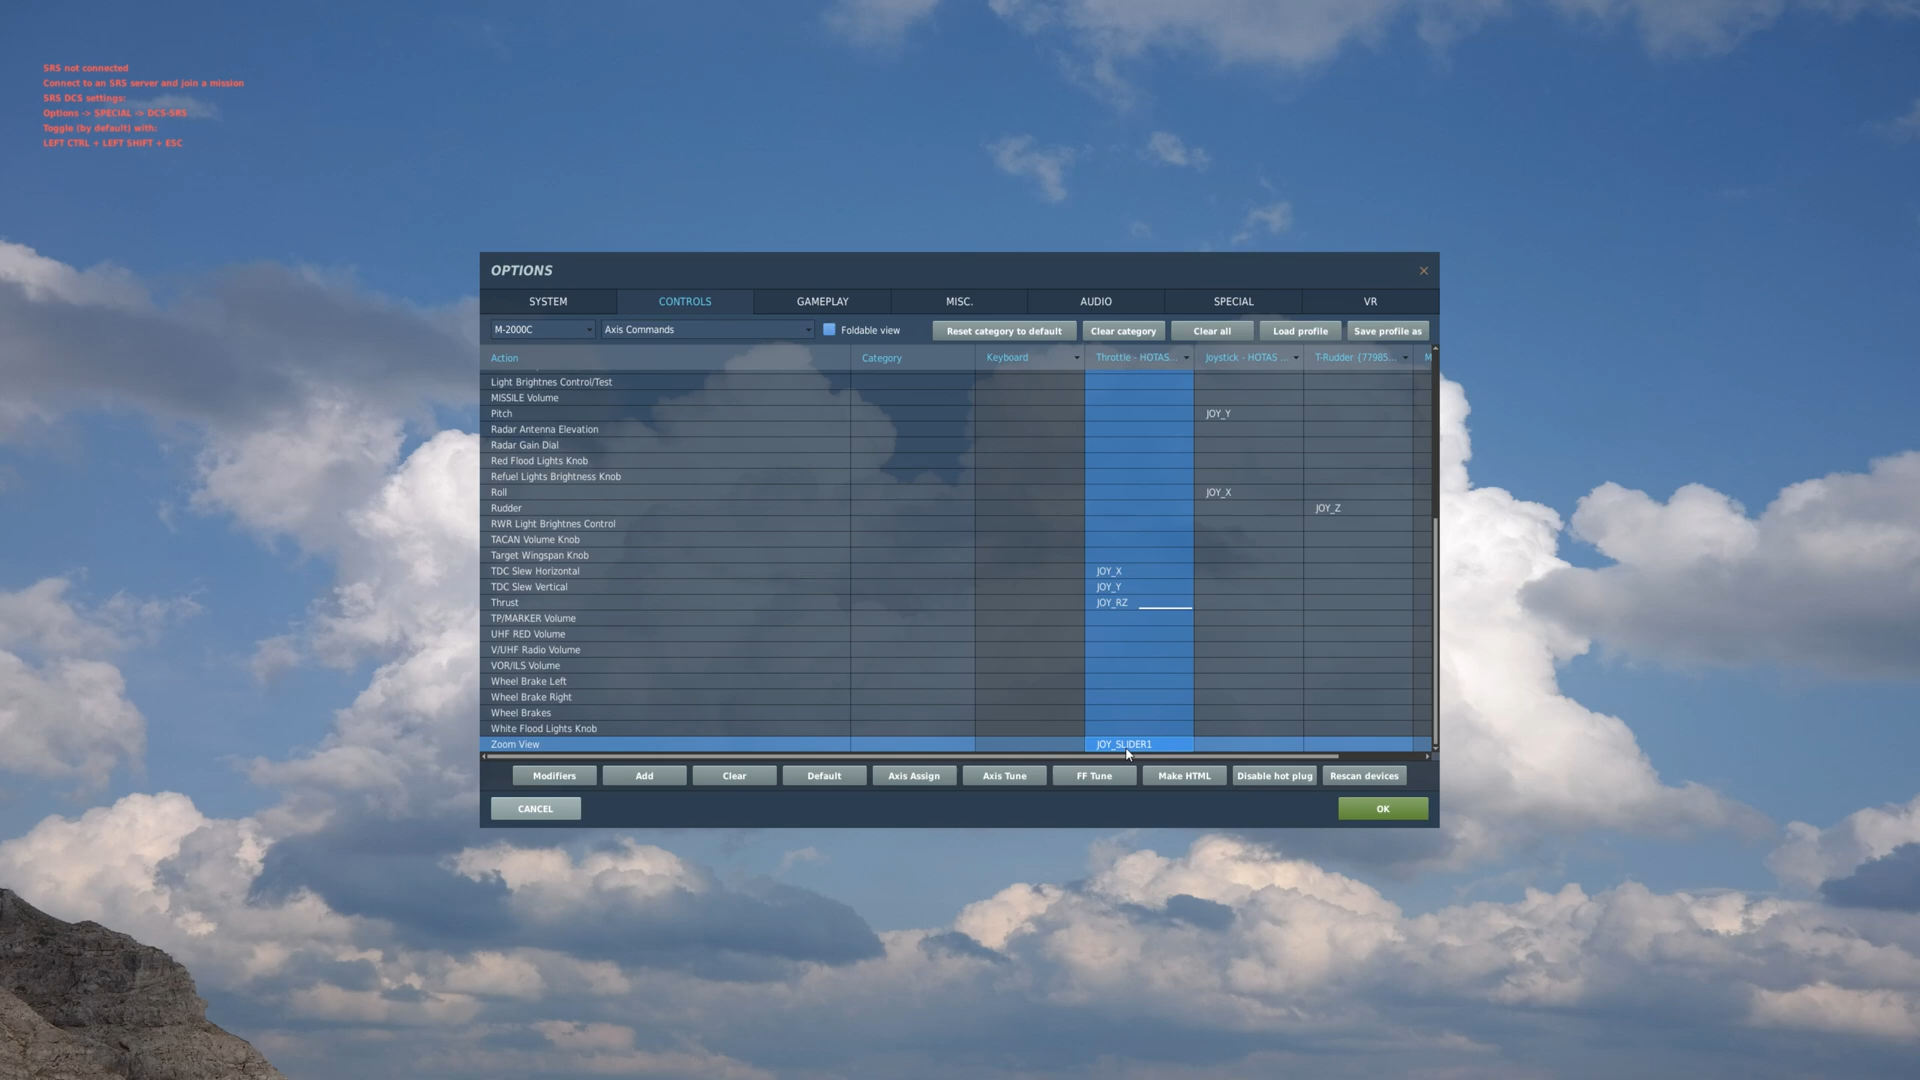 SRS not connected
Connect to an SRS server and join a mission
SRS DCS settings:
Options -> SPECIAL -> DCS-SRS
Toggle (by default) with:
LEFT CTRL + LEFT SHIFT + ESC
OPTIONS
SYSTEM CONTROLS GAMEPLAY MISC. AUDIO SPECIAL VR
M-2000C Axis Commands Foldable view Reset category to default Clear category Clear all Load profile Save profile as
Action Category Keyboard Throttle - HOTAS... Joystick - HOTAS ... T-Rudder {77985... M
Light Brightnes Control/Test
MISSILE Volume
Pitch JOY_Y
Radar Antenna Elevation
Radar Gain Dial
Red Flood Lights Knob
Refuel Lights Brightness Knob
Roll JOY_X
Rudder JOY_Z
RWR Light Brightnes Control
TACAN Volume Knob
Target Wingspan Knob
TDC Slew Horizontal JOY_X
TDC Slew Vertical JOY_Y
Thrust JOY_RZ
TP/MARKER Volume
UHF RED Volume
V/UHF Radio Volume
VOR/ILS Volume
Wheel Brake Left
Wheel Brake Right
Wheel Brakes
White Flood Lights Knob
Zoom View JOY_SLIDER1
Modifiers Add Clear Default Axis Assign Axis Tune FF Tune Make HTML Disable hot plug Rescan devices
CANCEL OK